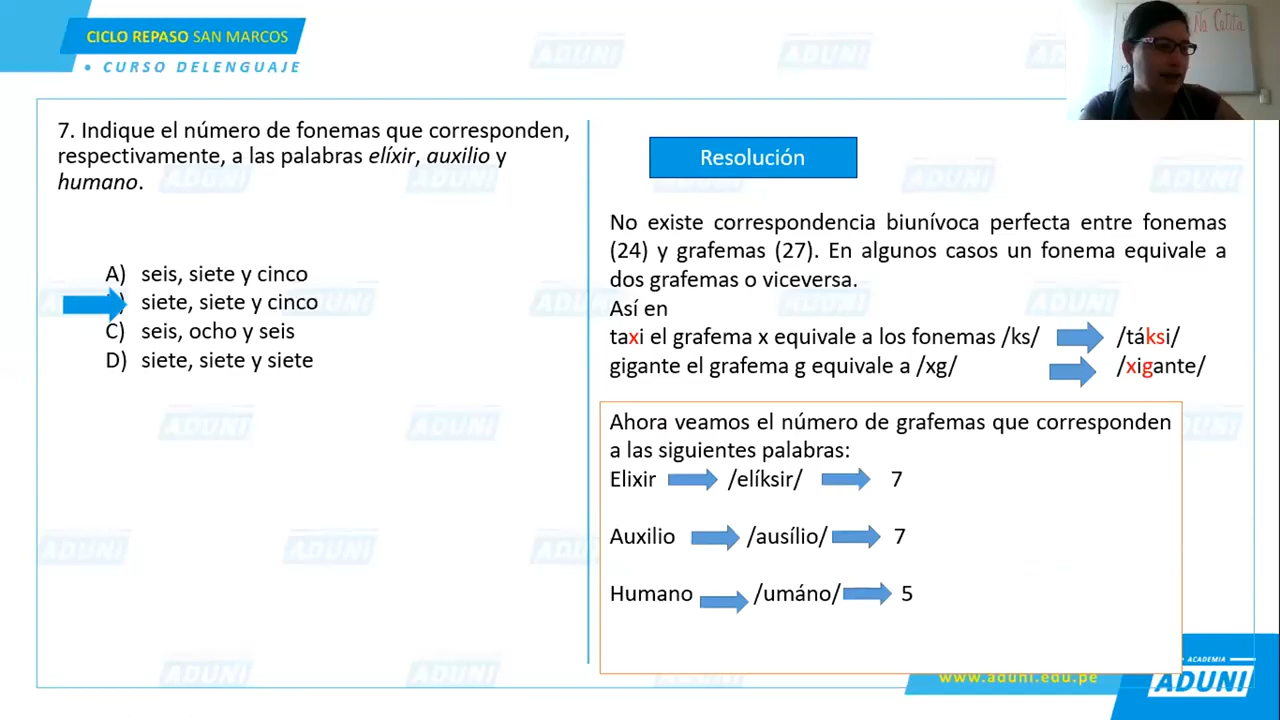 CICLO REPASO SAN MARCOS
• CURSO DELENGUAJE
7. Indique el número de fonemas que corresponden,
respectivamente, a las palabras elíxir, auxilio y
humano.
A) seis, siete y cinco
) siete, siete y cinco
C) seis, ocho y seis
D) siete, siete y siete
Resolución
No existe correspondencia biunívoca perfecta entre fonemas
(24) y grafemas (27). En algunos casos un fonema equivale a
dos grafemas o viceversa.
Así en
taxi el grafema x equivale a los fonemas /ks/ /táksi/
gigante el grafema g equivale a /xg/ /xigante/
Ahora veamos el número de grafemas que corresponden
a las siguientes palabras:
Elixir /elíksir/ 7
Auxilio /ausílio/ 7
Humano /umáno/ 5
www.aduni.edu.pe
ACADEMIA
ADUNI